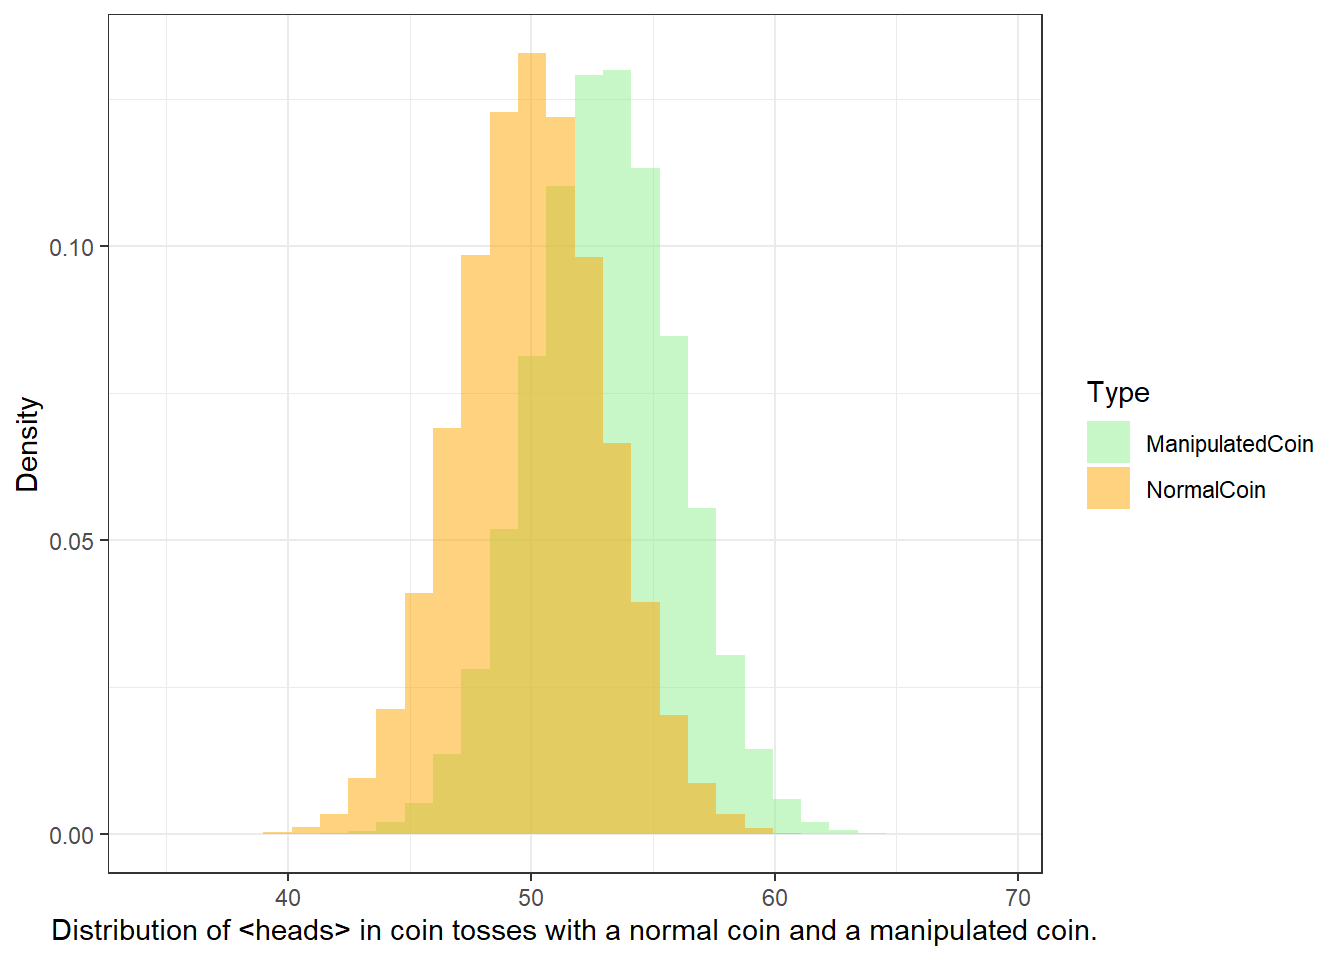 0.10
0.05
0.00
Density
40 50 60 70
Distribution of <heads> in coin tosses with a normal coin and a manipulated coin.
Type
ManipulatedCoin
NormalCoin